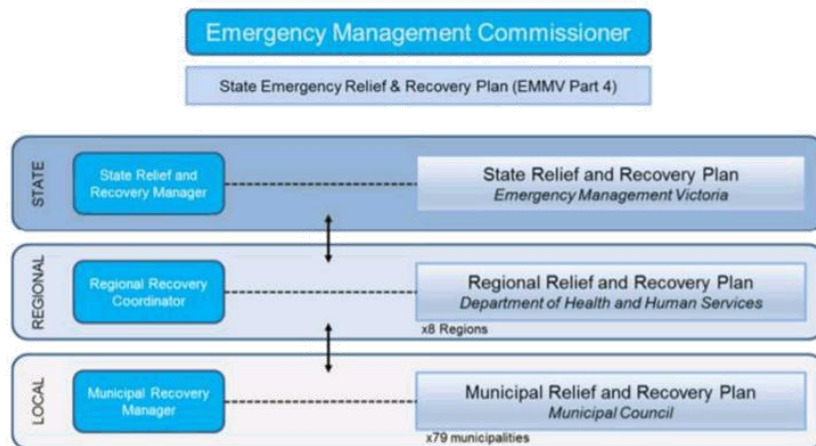 Emergency Management Commissioner
State Emergency Relief & Recovery Plan (EMMV Part 4)
STATE
State Relief and
Recovery Manager
State Relief and Recovery Plan
Emergency Management Victoria
REGIONAL
Regional Recovery
Coordinator
Regional Relief and Recovery Plan
Department of Health and Human Services
x8 Regions
LOCAL
Municipal Recovery
Manager
Municipal Relief and Recovery Plan
Municipal Council
x79 municipalities